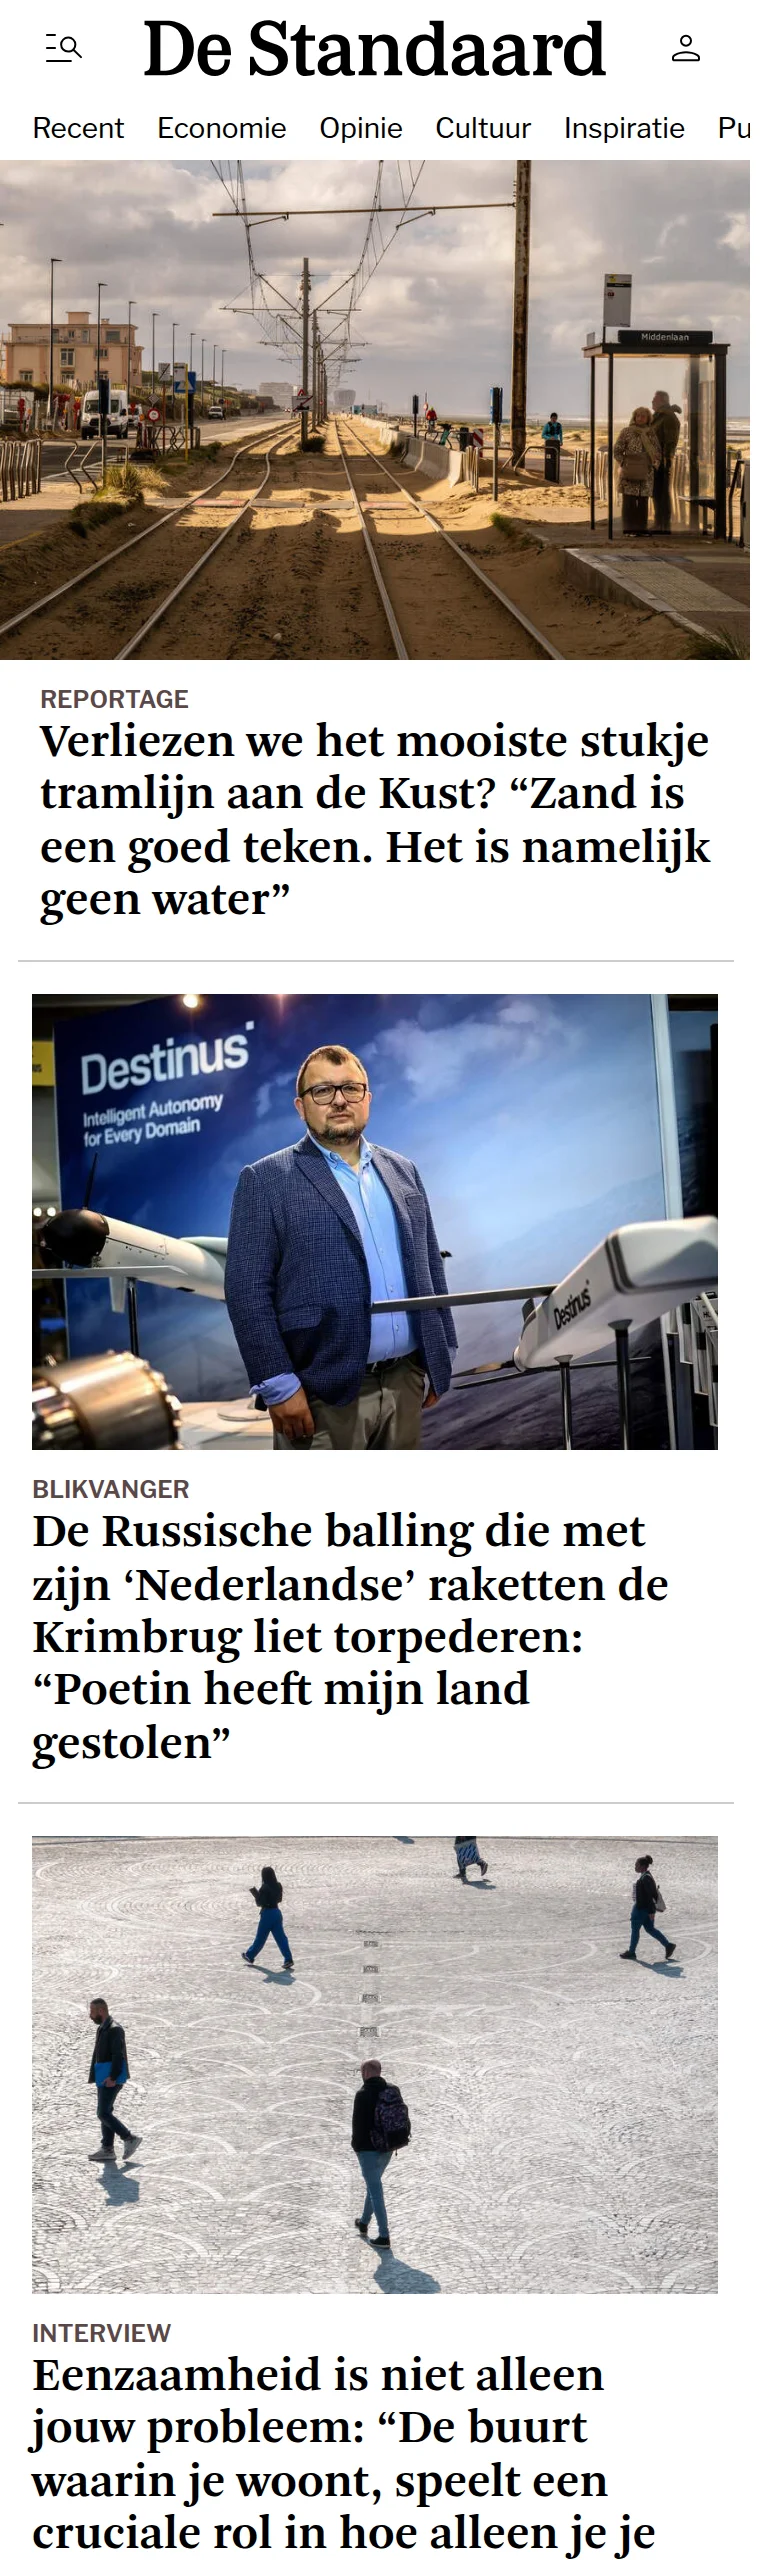 De Standaard
Recent Economie Opinie Cultuur Inspiratie Pu
Middenlaan
REPORTAGE
Verliezen we het mooiste stukje
tramlijn aan de Kust? “Zand is
een goed teken. Het is namelijk
geen water”
Destinus
Intelligent Autonomy
for Every Domain
Destinus
BLIKVANGER
De Russische balling die met
zijn ‘Nederlandse’ raketten de
Krimbrug liet torpederen:
“Poetin heeft mijn land
gestolen”
INTERVIEW
Eenzaamheid is niet alleen
jouw probleem: “De buurt
waarin je woont, speelt een
cruciale rol in hoe alleen je je